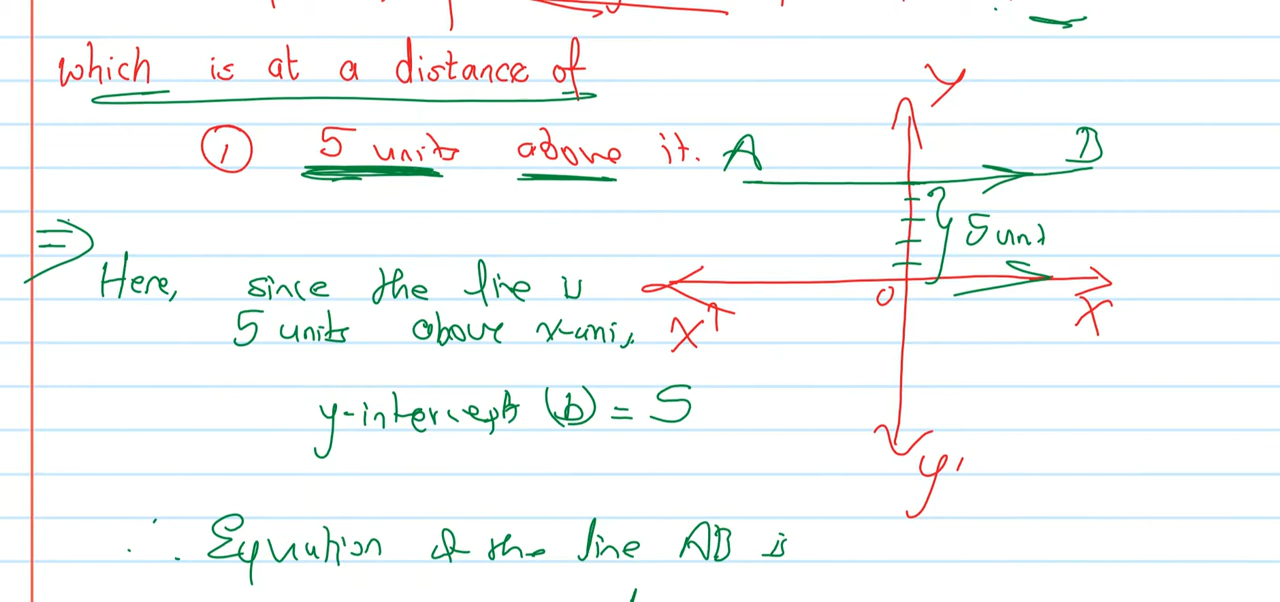 which is at a distance of
① 5 units above it.
A B
Y
5 unit
⇒ Here, since the line is
5 units above x-axis,
O X
X'
y-intercept (b) = 5
Y'
∴ Equation of the line AB is